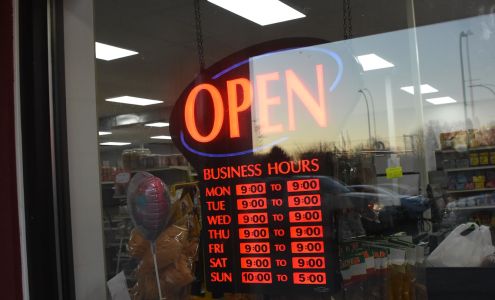 OPEN
BUSINESS HOURS
MON 9:00 TO 9:00
TUE 9:00 TO 9:00
WED 9:00 TO 9:00
THU 9:00 TO 9:00
FRI 9:00 TO 9:00
SAT 9:00 TO 9:00
SUN 10:00 TO 5:00